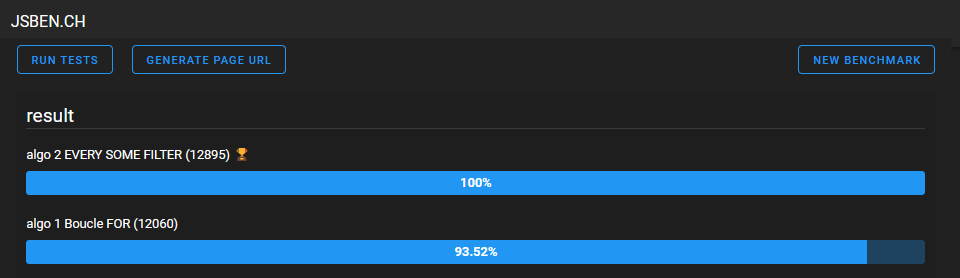 JSBEN.CH
RUN TESTS GENERATE PAGE URL NEW BENCHMARK
result
algo 2 EVERY SOME FILTER (12895) 🏆
100%
algo 1 Boucle FOR (12060)
93.52%